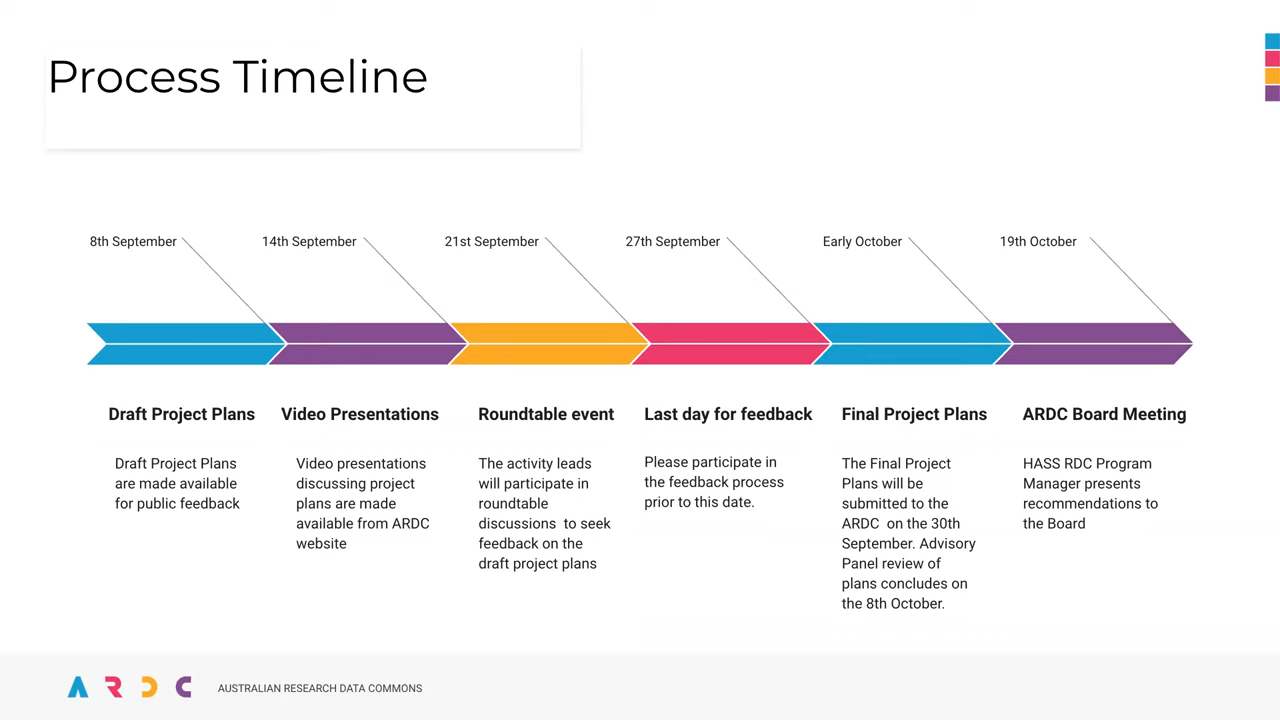 Process Timeline
8th September
14th September
21st September
27th September
Early October
19th October
Draft Project Plans
Video Presentations
Roundtable event
Last day for feedback
Final Project Plans
ARDC Board Meeting
Draft Project Plans
are made available
for public feedback
Video presentations
discussing project
plans are made
available from ARDC
website
The activity leads
will participate in
roundtable
discussions  to seek
feedback on the
draft project plans
Please participate in
the feedback process
prior to this date.
The Final Project
Plans will be
submitted to the
ARDC  on the 30th
September. Advisory
Panel review of
plans concludes on
the 8th October.
HASS RDC Program
Manager presents
recommendations to
the Board
ARDC
AUSTRALIAN RESEARCH DATA COMMONS